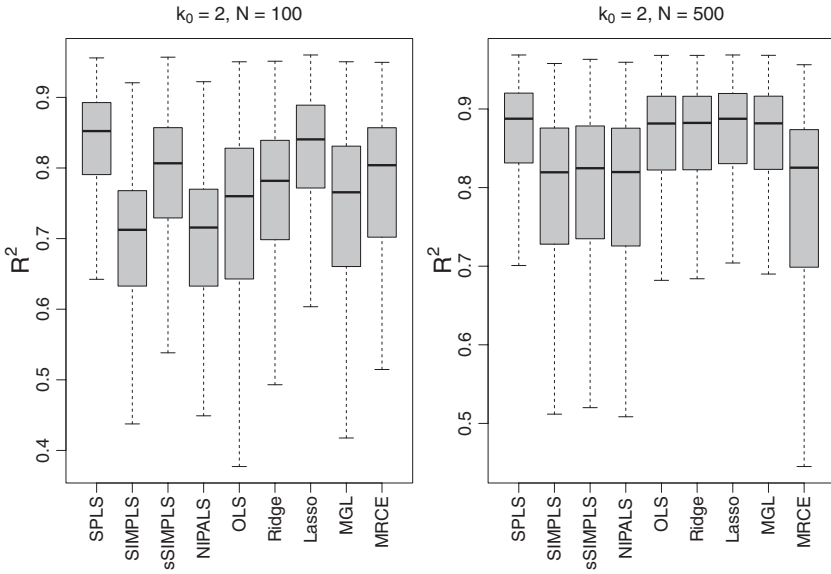 k₀ = 2, N = 100
R²
0.9
0.8
0.7
0.6
0.5
0.4
SPLS
SIMPLS
sSIMPLS
NIPALS
OLS
Ridge
Lasso
MGL
MRCE
k₀ = 2, N = 500
R²
0.9
0.8
0.7
0.6
0.5
SPLS
SIMPLS
sSIMPLS
NIPALS
OLS
Ridge
Lasso
MGL
MRCE